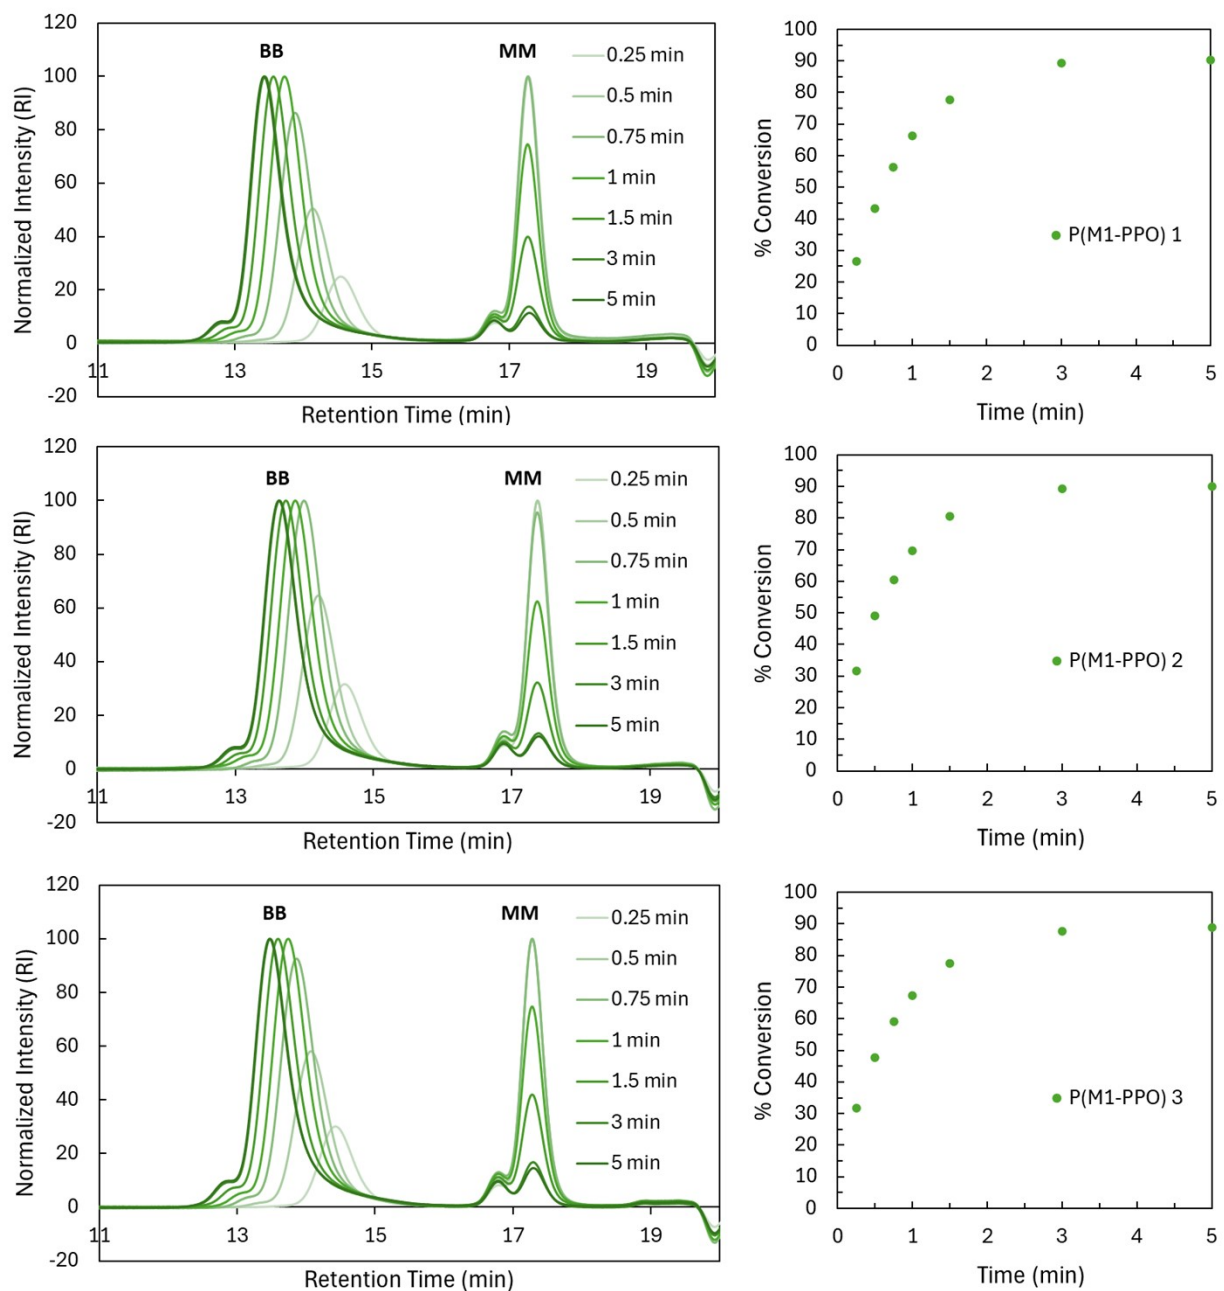 120
100
80
60
40
20
0
-20
Normalized Intensity (RI)
BB
MM
0.25 min
0.5 min
0.75 min
1 min
1.5 min
3 min
5 min
11 13 15 17 19
Retention Time (min)
100
90
80
70
60
50
40
30
20
10
0
% Conversion
P(M1-PPO) 1
0 1 2 3 4 5
Time (min)
120
100
80
60
40
20
0
-20
Normalized Intensity (RI)
BB
MM
0.25 min
0.5 min
0.75 min
1 min
1.5 min
3 min
5 min
11 13 15 17 19
Retention Time (min)
100
90
80
70
60
50
40
30
20
10
0
% Conversion
P(M1-PPO) 2
0 1 2 3 4 5
Time (min)
120
100
80
60
40
20
0
-20
Normalized Intensity (RI)
BB
MM
0.25 min
0.5 min
0.75 min
1 min
1.5 min
3 min
5 min
11 13 15 17 19
Retention Time (min)
100
90
80
70
60
50
40
30
20
10
0
% Conversion
P(M1-PPO) 3
0 1 2 3 4 5
Time (min)